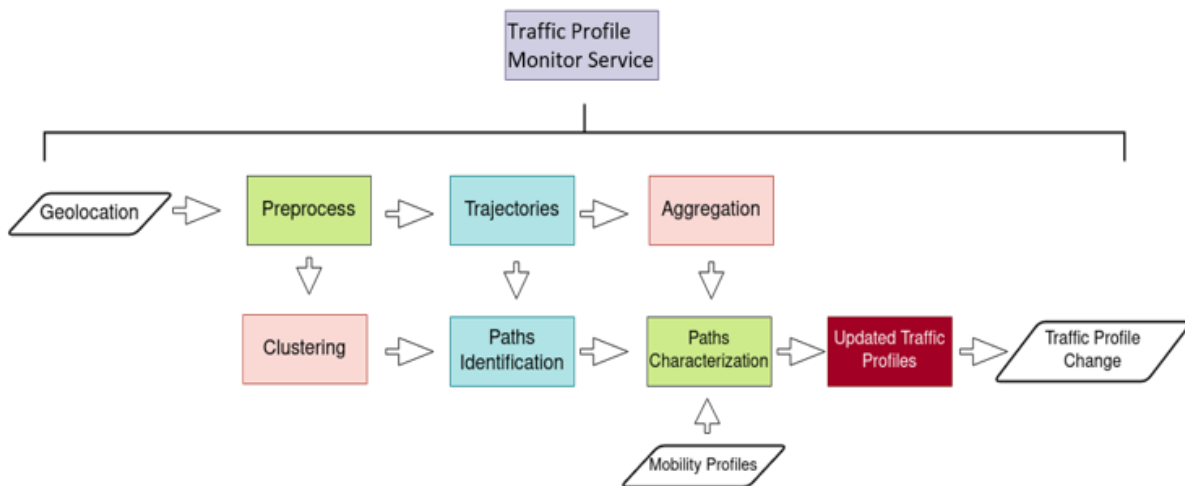 Traffic Profile
Monitor Service
Geolocation
Preprocess
Trajectories
Aggregation
Clustering
Paths
Identification
Paths
Characterization
Updated Traffic
Profiles
Traffic Profile
Change
Mobility Profiles